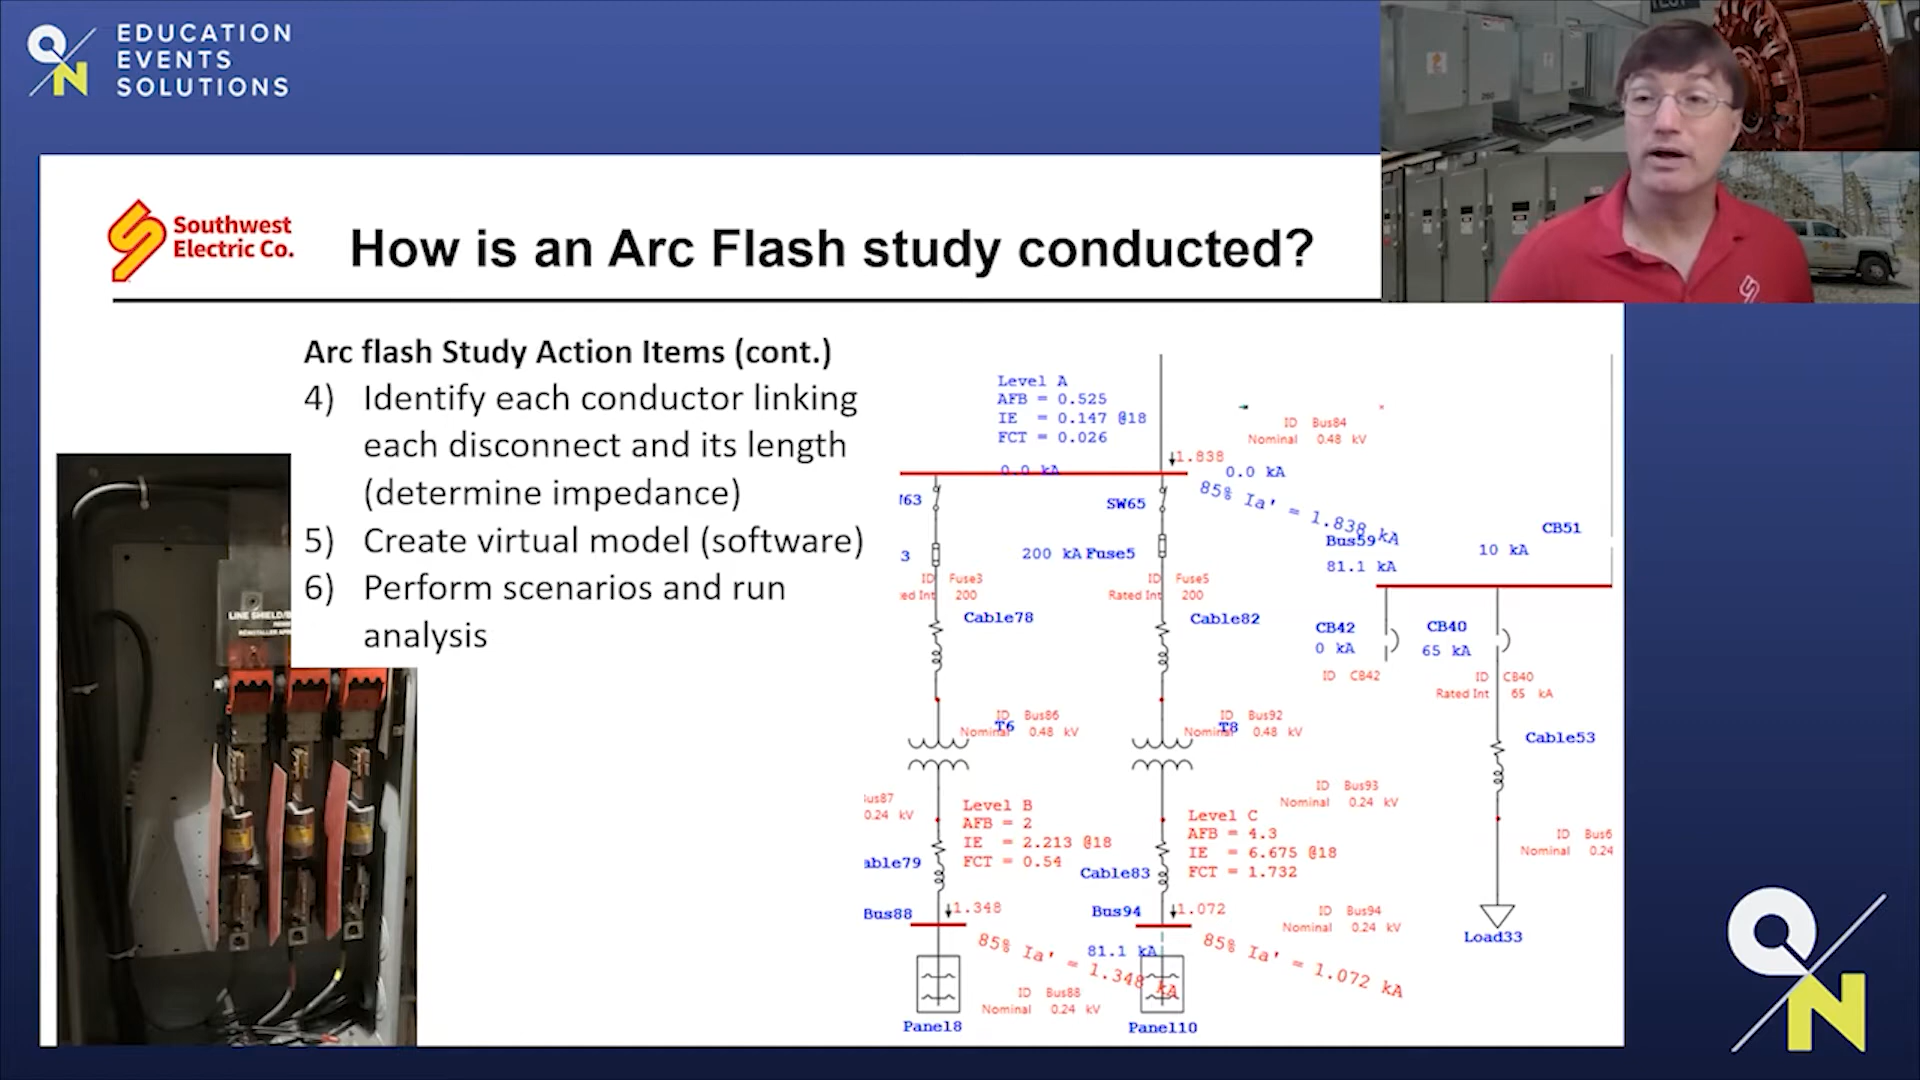 EDUCATION
EVENTS
SOLUTIONS
Southwest
Electric Co.
How is an Arc Flash study conducted?
Arc flash Study Action Items (cont.)
4) Identify each conductor linking
each disconnect and its length
(determine impedance)
5) Create virtual model (software)
6) Perform scenarios and run
analysis
Level A
AFB = 0.525
IE = 0.147 @18
FCT = 0.026
0.0 kA
1.838
0.0 kA
ID Bus84
Nominal 0.48 kV
85% Ia' = 1.838 kA
SW65
200 kA Fuse5
ID Fuse3
200
ID Fuse5
Rated Int 200
Cable78
Cable82
Bus59
81.1 kA
10 kA
CB51
CB42
0 kA
ID CB42
CB40
65 kA
ID CB40
Rated Int 65 kA
Cable53
ID Bus86
T6
Nominal 0.48 kV
ID Bus92
T8
Nominal 0.48 kV
ID Bus93
Nominal 0.24 kV
0.24 kV
Level B
AFB = 2
IE = 2.213 @18
FCT = 0.54
Level C
AFB = 4.3
IE = 6.675 @18
FCT = 1.732
ID Bus6
Nominal 0.24
Cable83
Bus88
1.348
85% Ia' = 1.348 kA
Bus94
1.072
81.1 kA
85% Ia' = 1.072 kA
ID Bus94
Nominal 0.24 kV
Load33
ID Bus88
Nominal 0.24 kV
Panel8
Panel10
LINE SHIELD